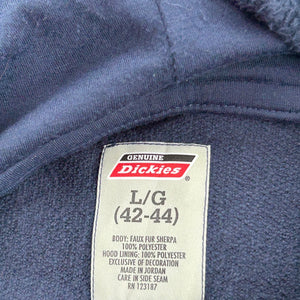 GENUINE
Dickies®
L/G
(42-44)
BODY: FAUX FUR SHERPA
100% POLYESTER
HOOD LINING: 100% POLYESTER
EXCLUSIVE OF DECORATION
MADE IN JORDAN
CARE IN SIDE SEAM
RN 123187